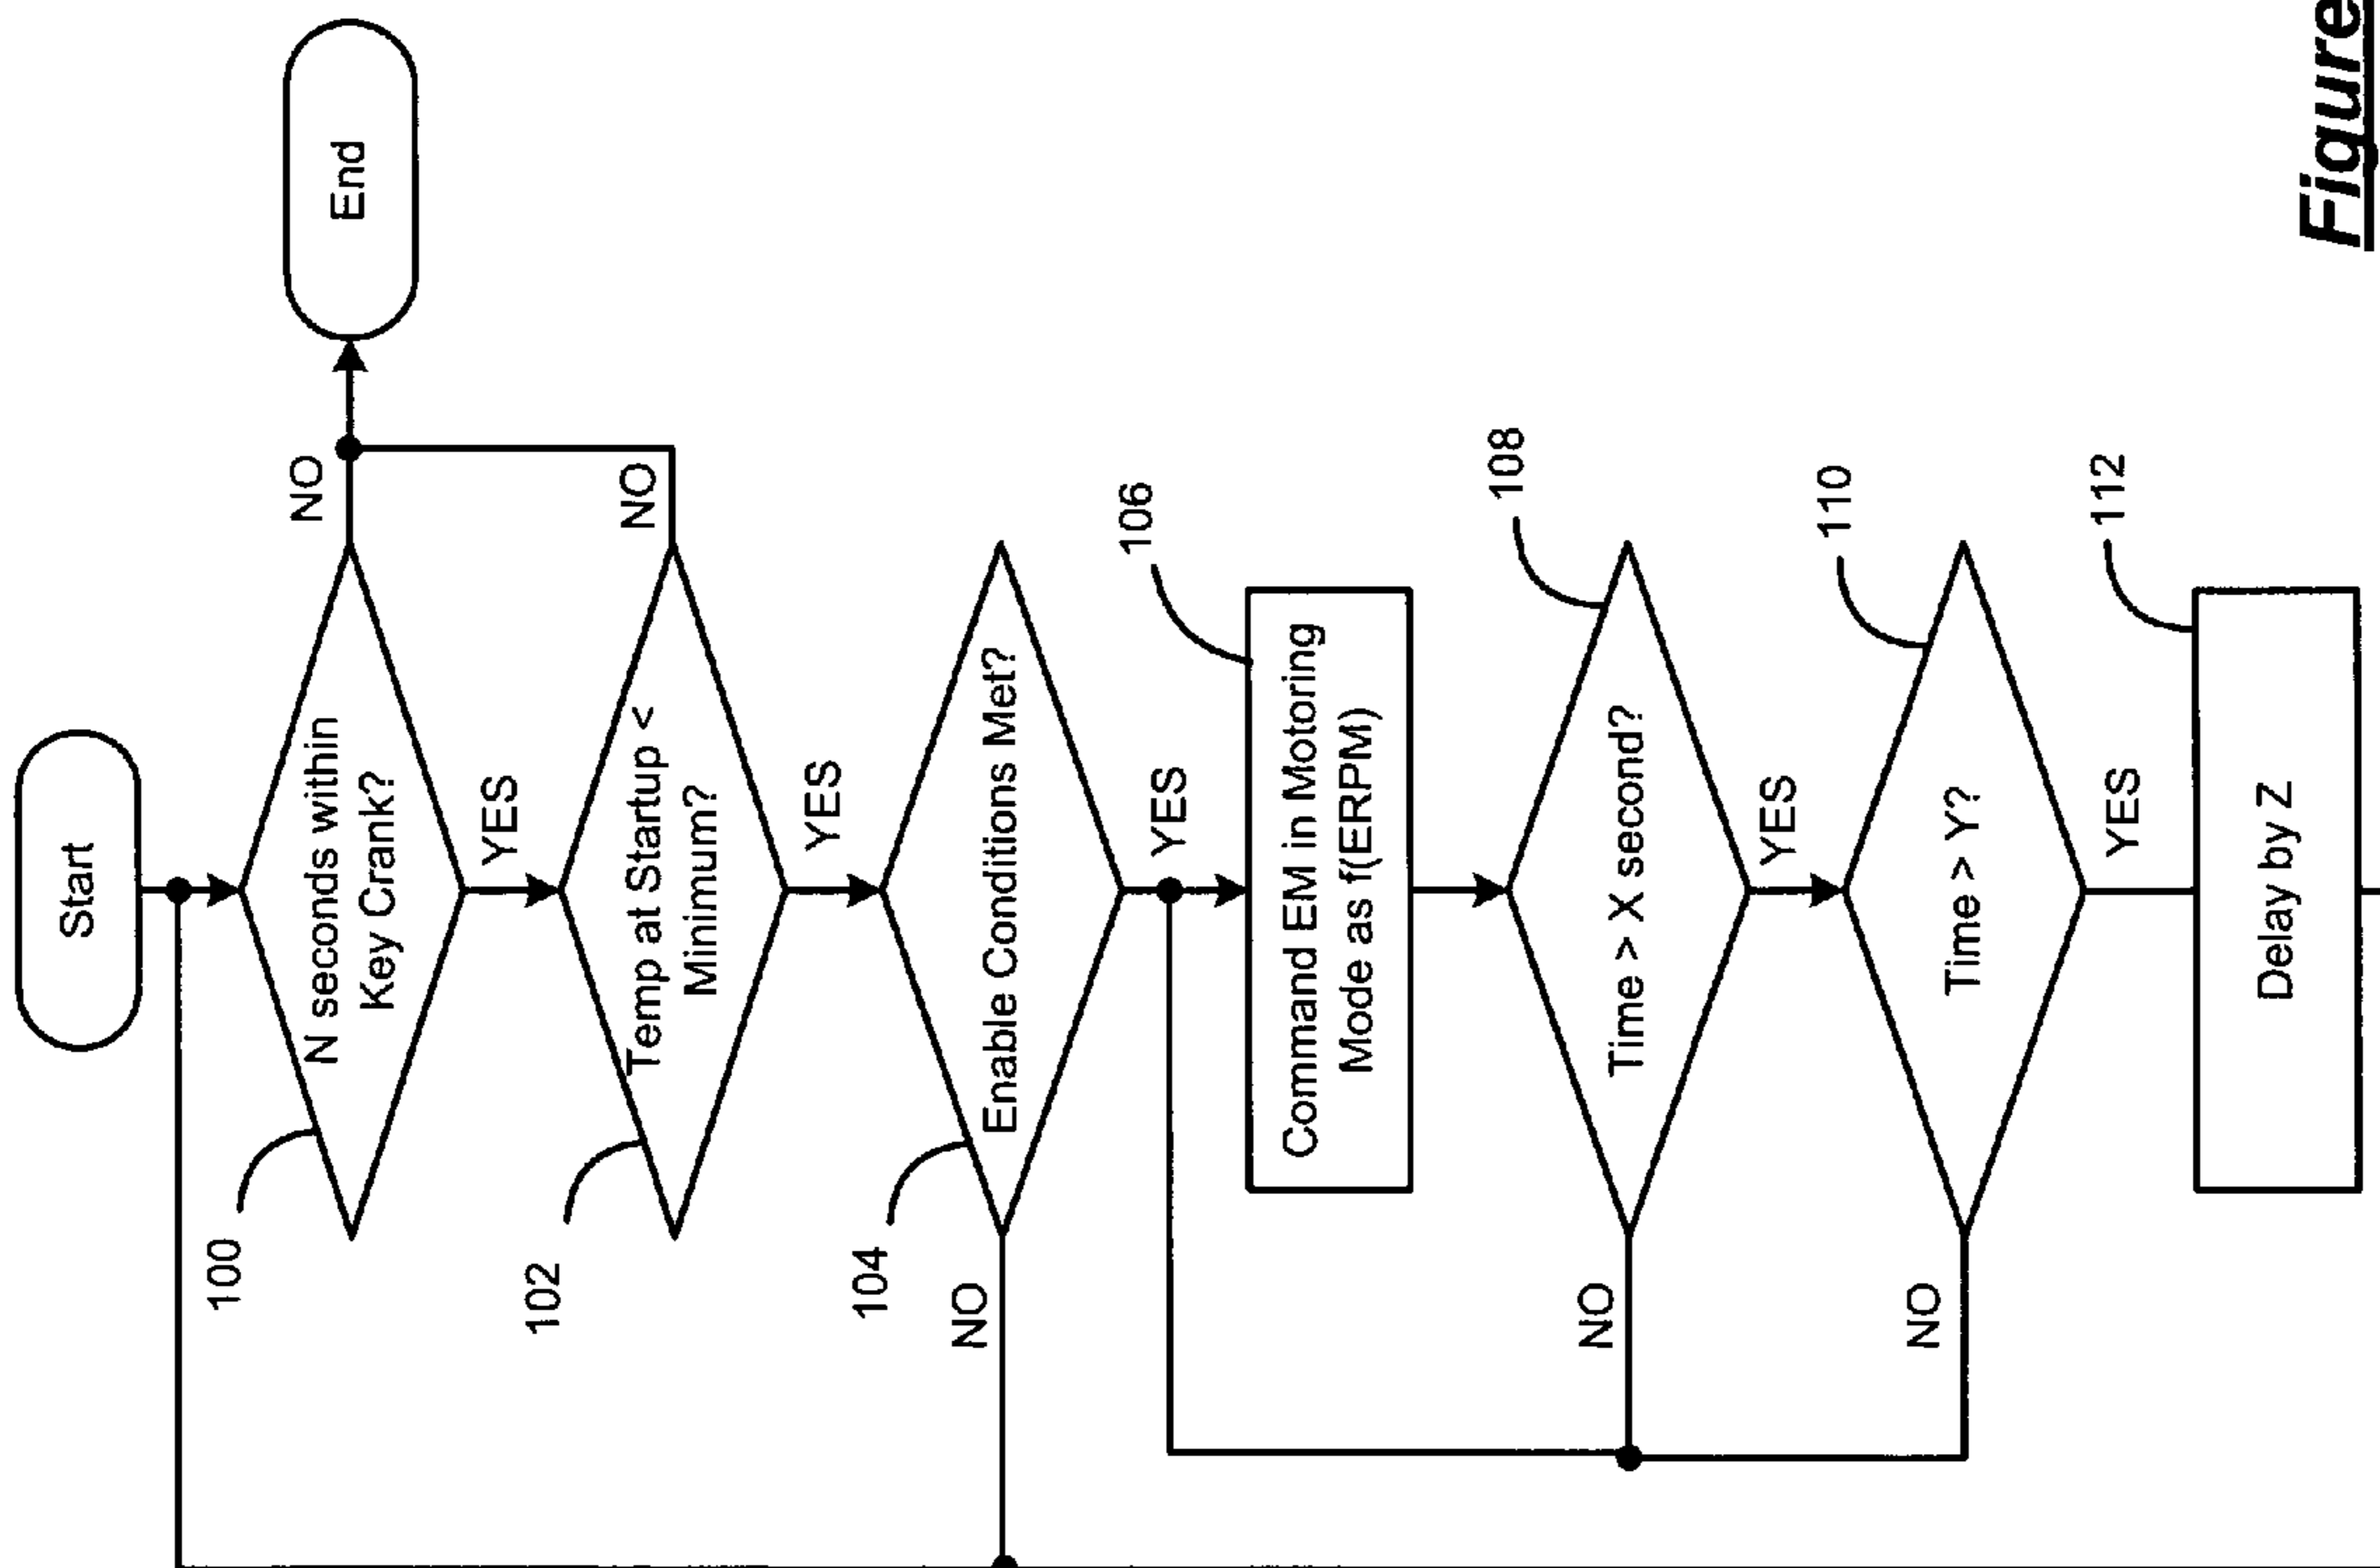 Start
100
N seconds within
Key Crank?
NO
End
YES
102
Temp at Startup <
Minimum?
NO
YES
104
Enable Conditions Met?
NO
YES
106
Command EM in Motoring
Mode as f(ERPM)
108
Time > X second?
NO
YES
110
Time > Y?
NO
YES
112
Delay by Z
Figure